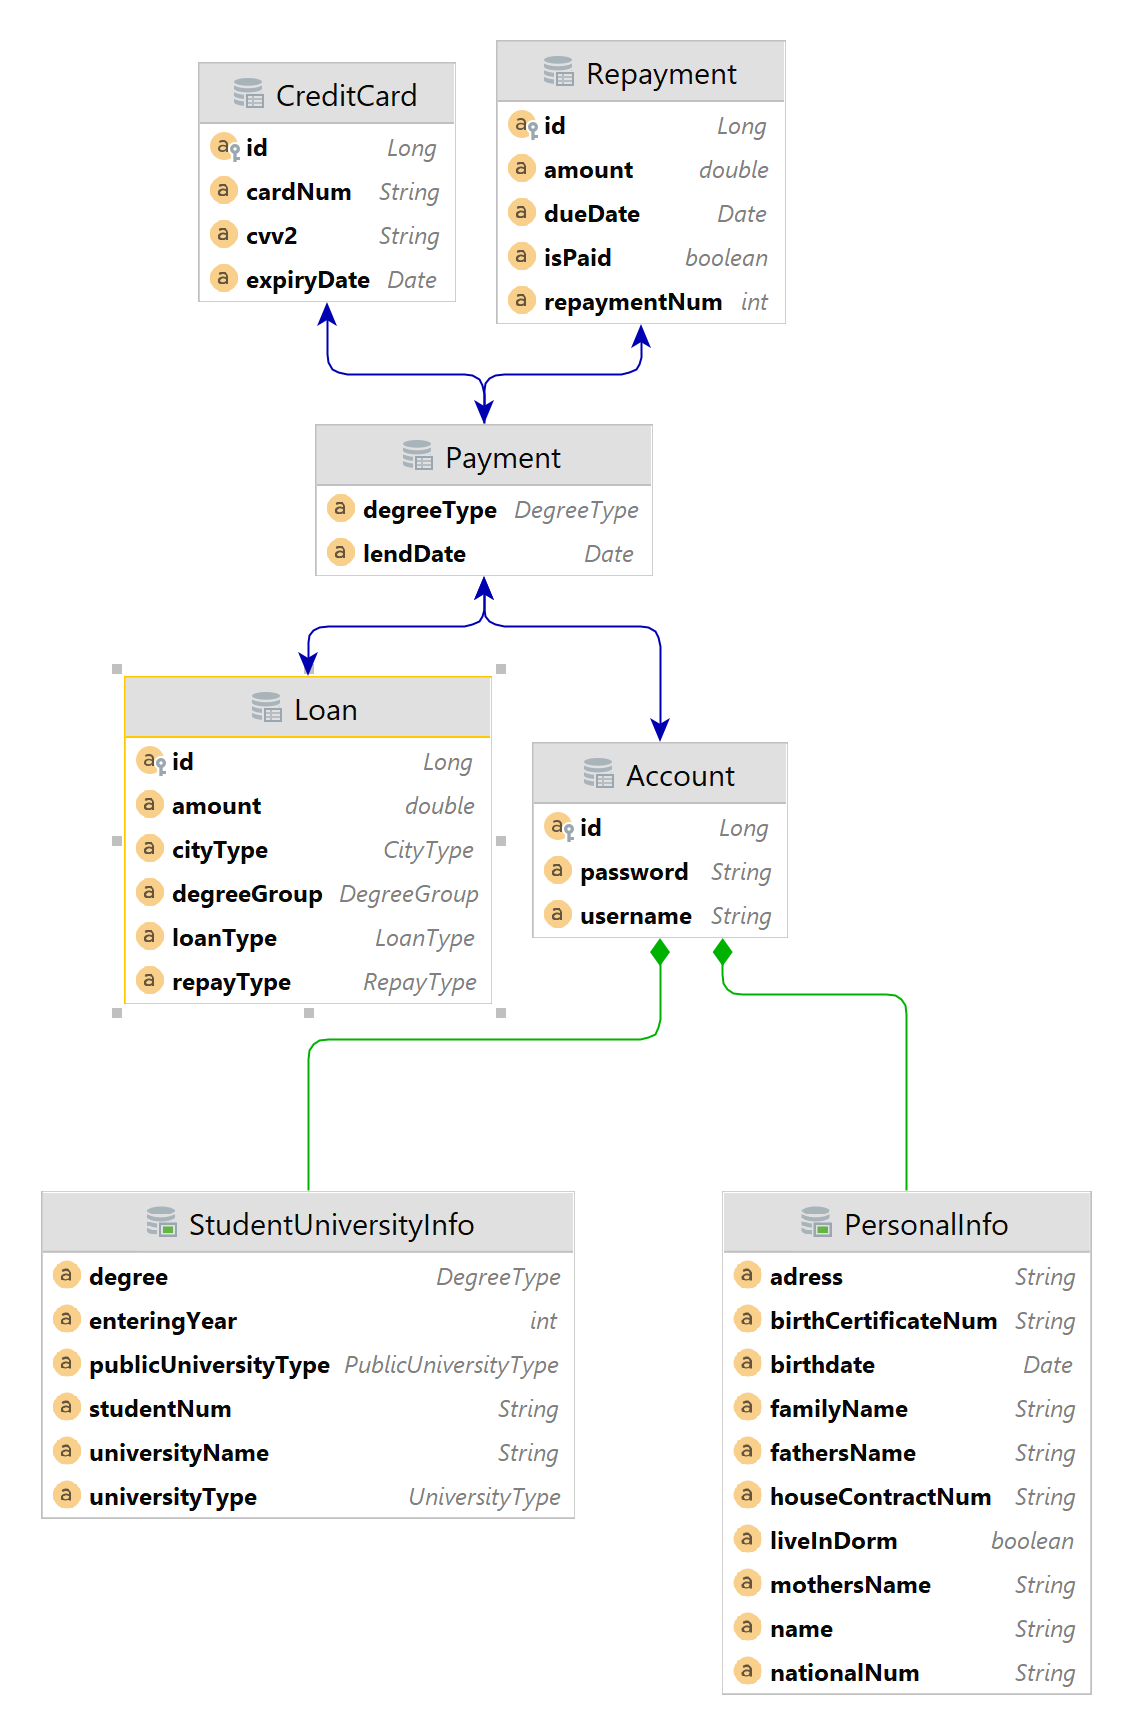 CreditCard
id Long
cardNum String
cvv2 String
expiryDate Date
Repayment
id Long
amount double
dueDate Date
isPaid boolean
repaymentNum int
Payment
degreeType DegreeType
lendDate Date
Loan
id Long
amount double
cityType CityType
degreeGroup DegreeGroup
loanType LoanType
repayType RepayType
Account
id Long
password String
username String
StudentUniversityInfo
degree DegreeType
enteringYear int
publicUniversityType PublicUniversityType
studentNum String
universityName String
universityType UniversityType
PersonalInfo
adress String
birthCertificateNum String
birthdate Date
familyName String
fathersName String
houseContractNum String
liveInDorm boolean
mothersName String
name String
nationalNum String